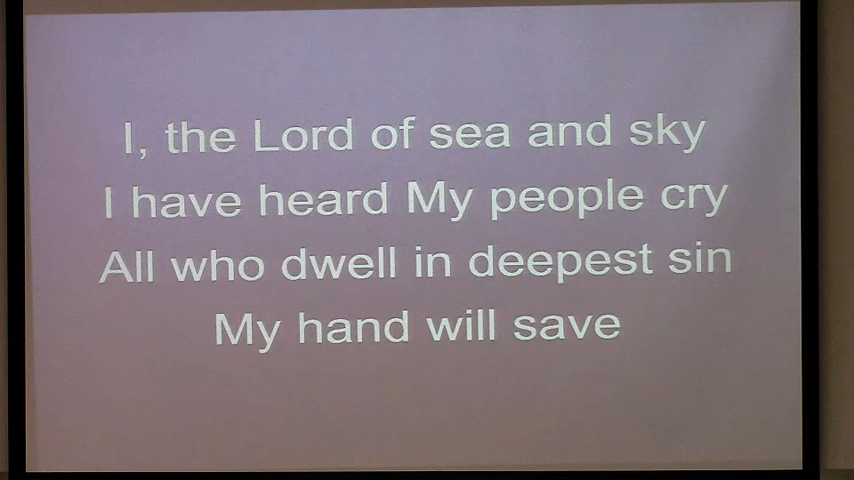 I, the Lord of sea and sky
I have heard My people cry
All who dwell in deepest sin
My hand will save